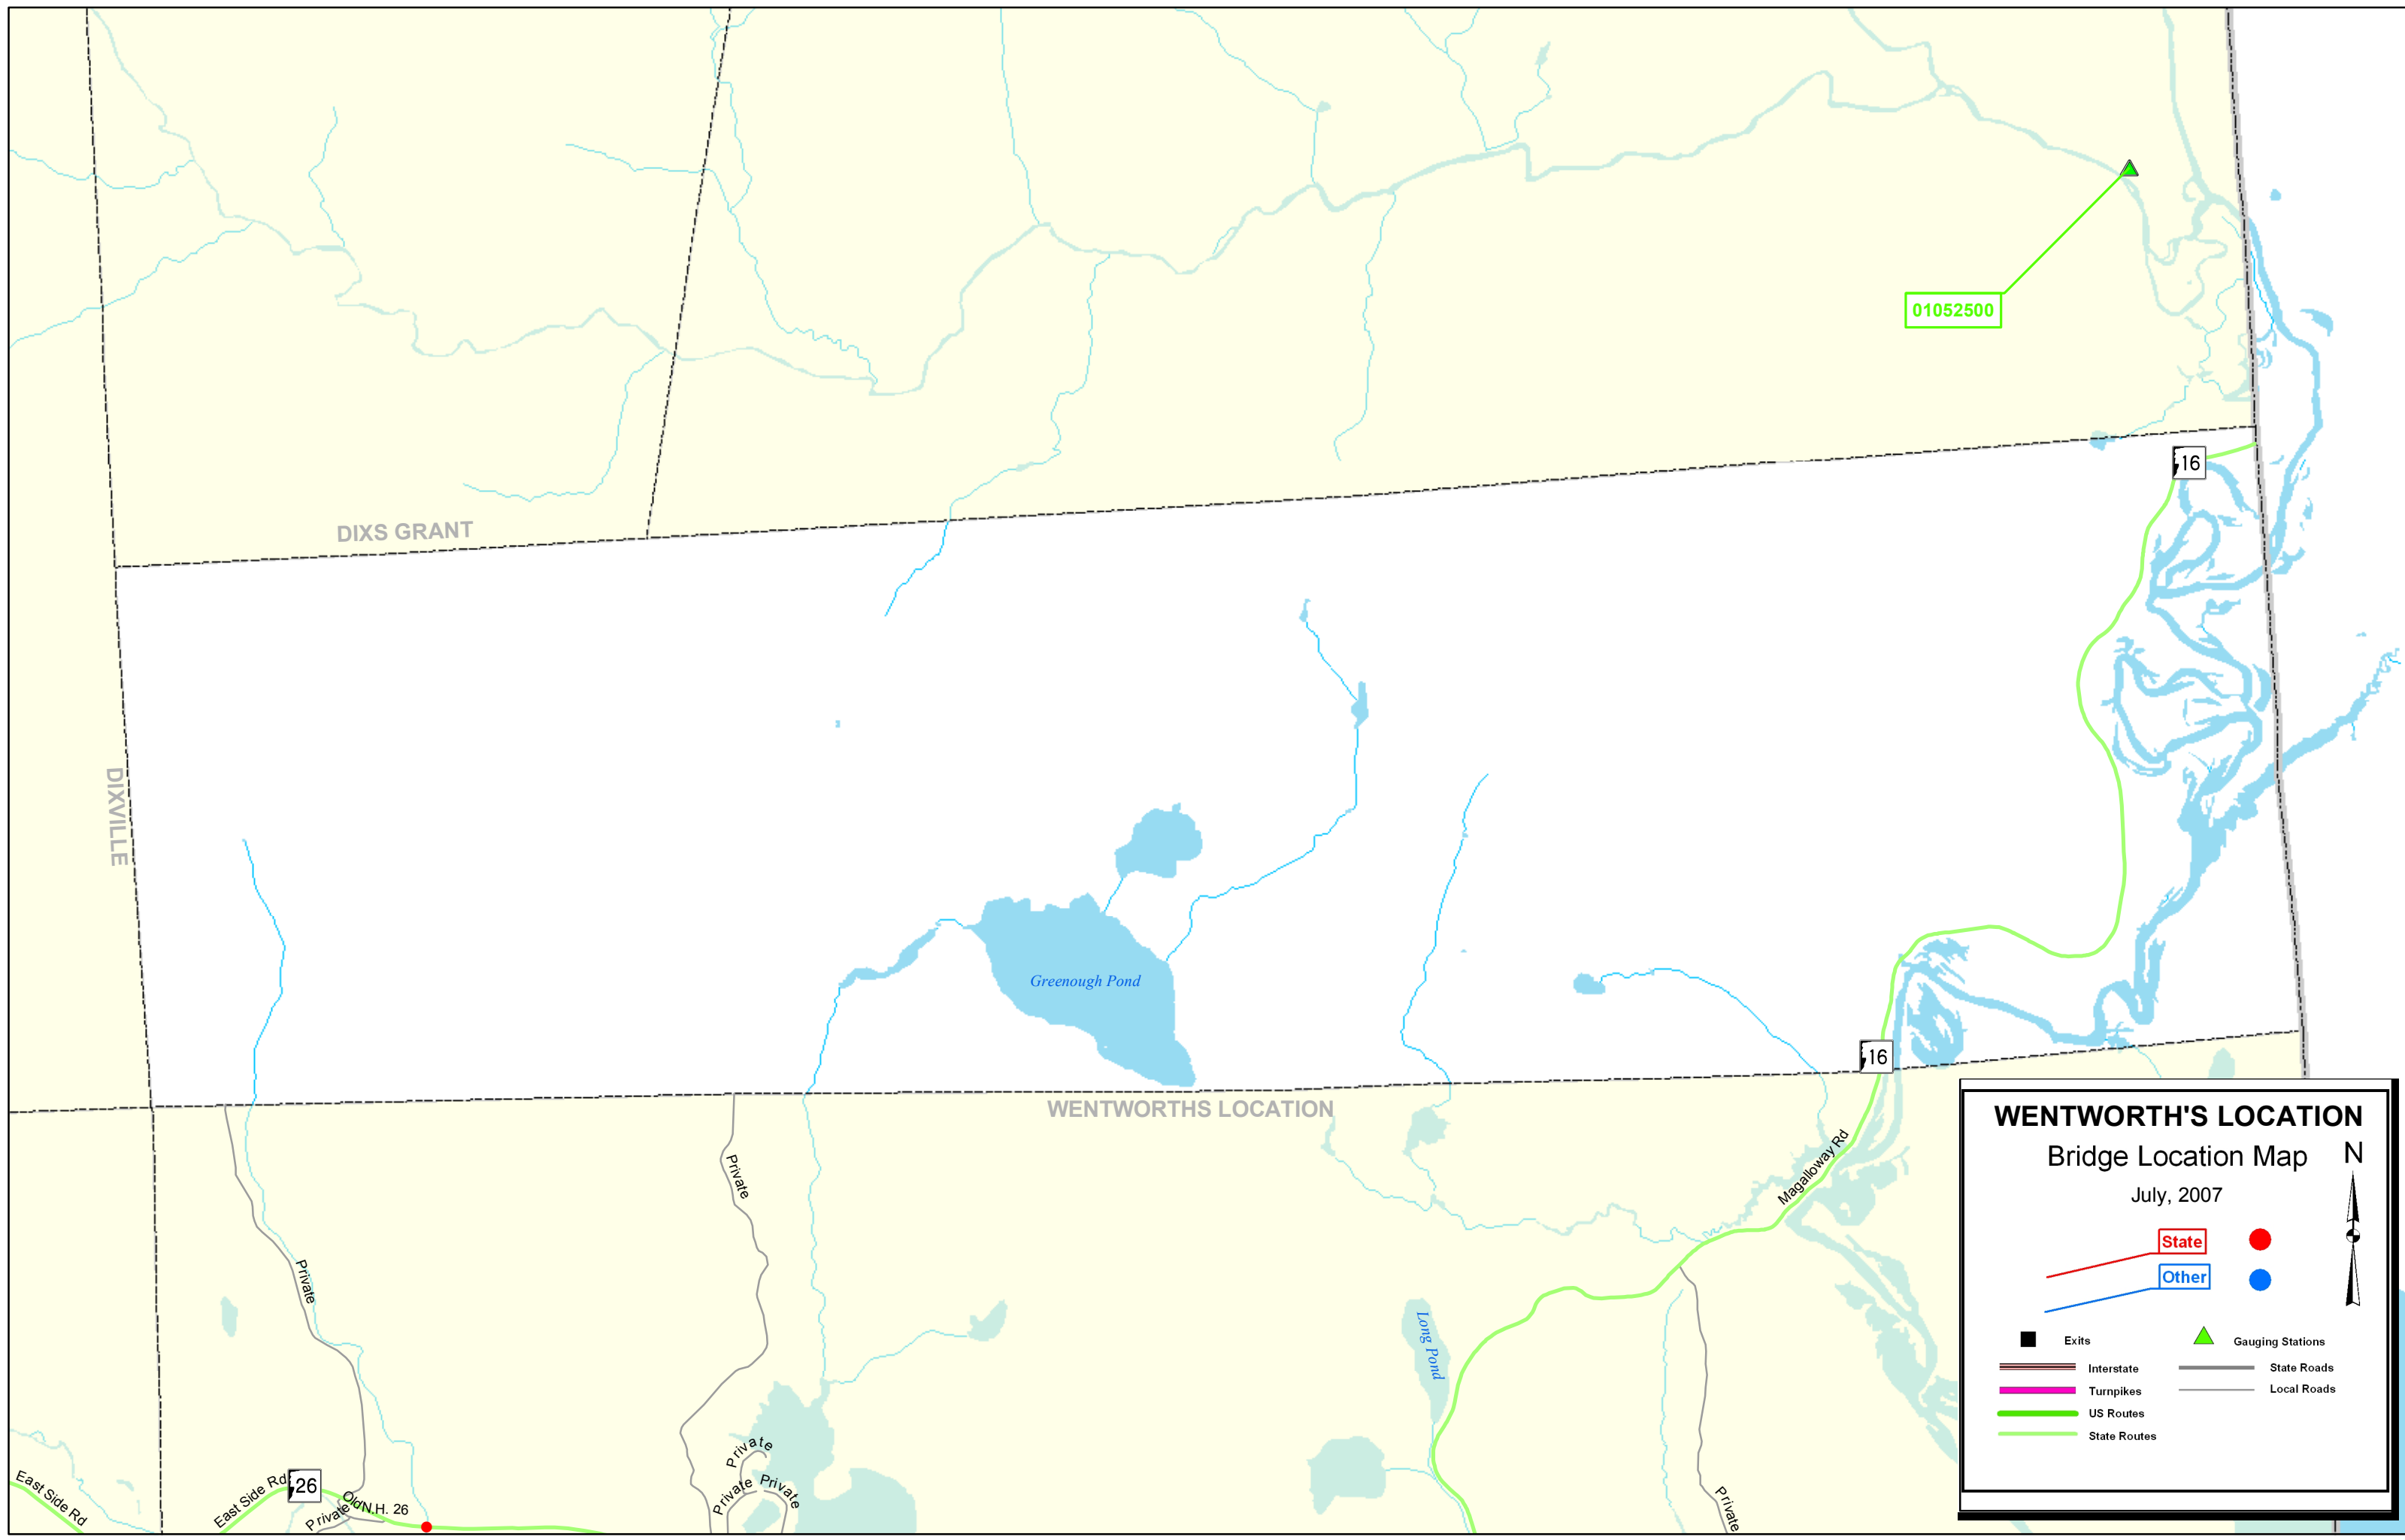 01052500
16
DIXS GRANT
DIXVILLE
Greenough Pond
16
WENTWORTHS LOCATION
Magalloway Rd
Private
Private
Long Pond
Private
Private
Private
Private
East Side Rd
East Side Rd
26
Old N.H. 26
Private
WENTWORTH'S LOCATION
Bridge Location Map
N
July, 2007
State
Other
Exits
Gauging Stations
Interstate
State Roads
Turnpikes
Local Roads
US Routes
State Routes